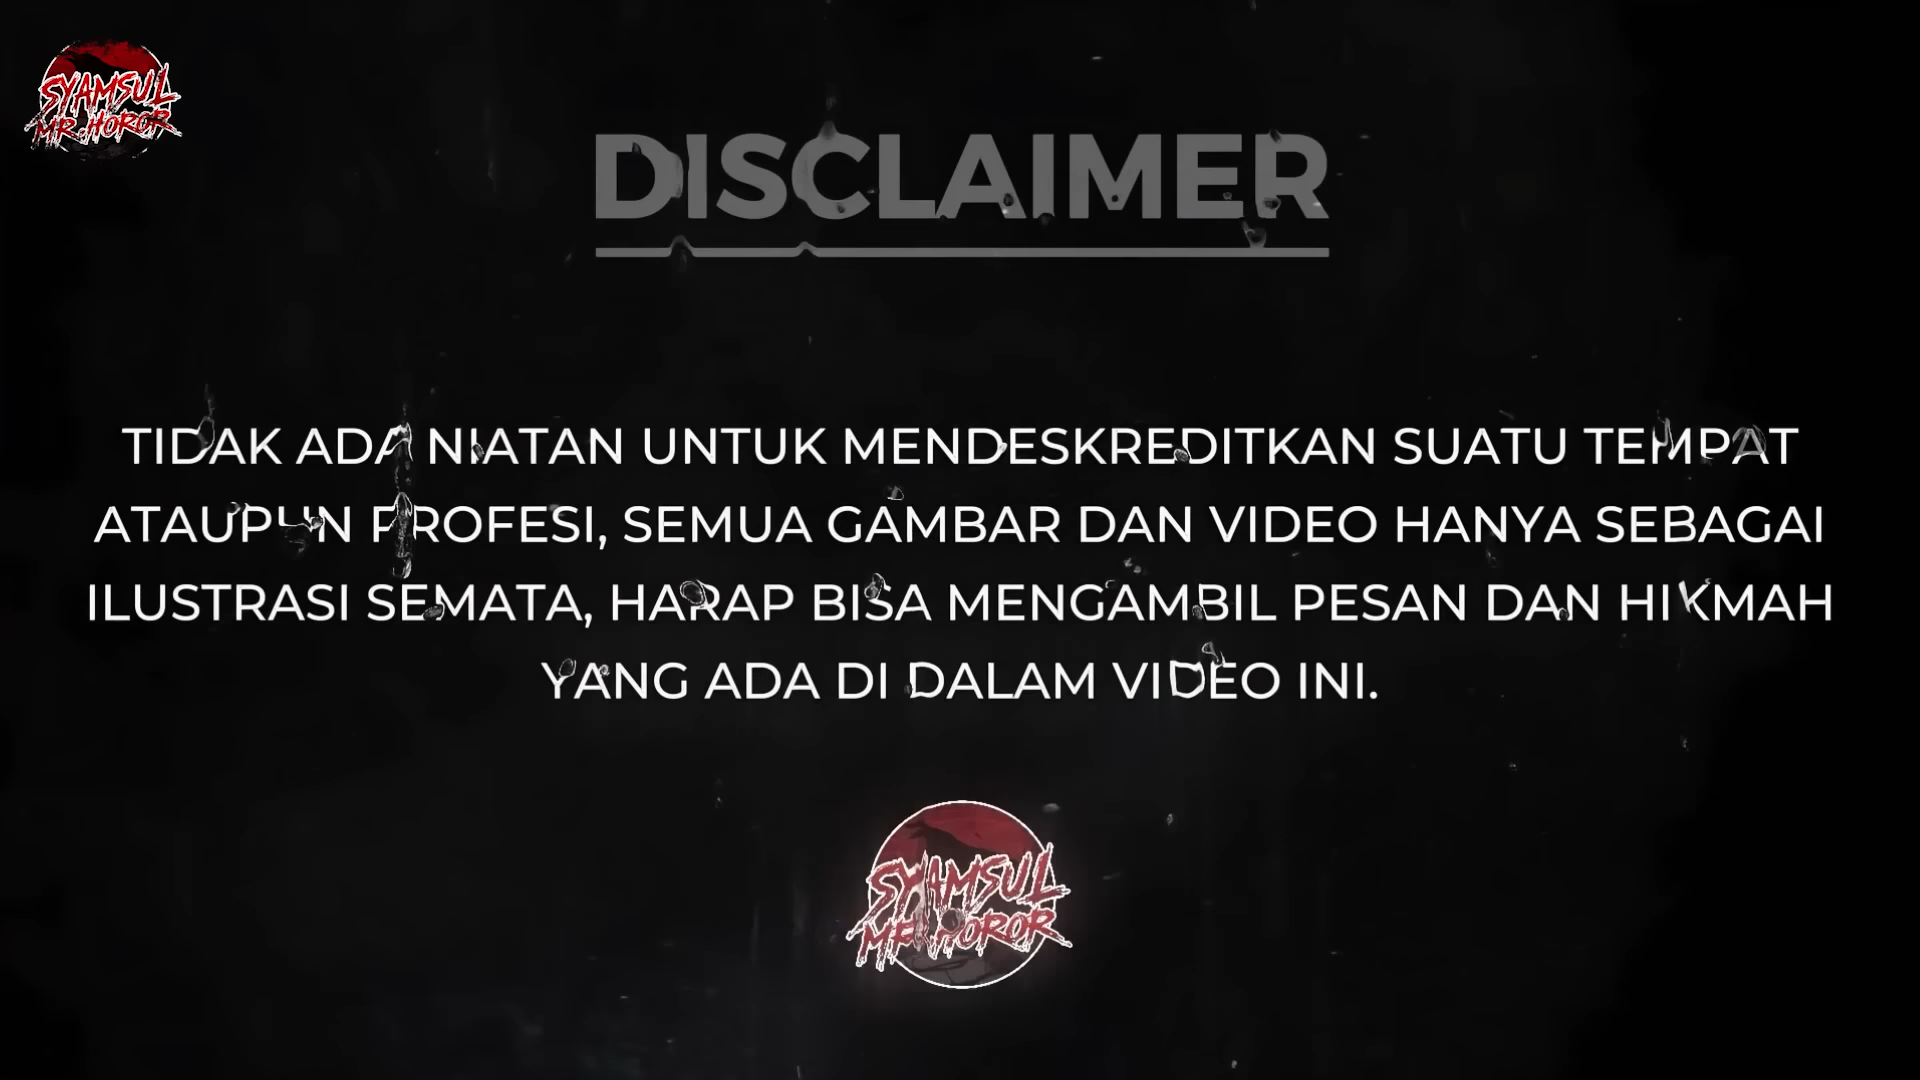 SYAMSUL
MR.HOROR
DISCLAIMER
TIDAK ADA NIATAN UNTUK MENDESKREDITKAN SUATU TEMPAT
ATAUPUN PROFESI, SEMUA GAMBAR DAN VIDEO HANYA SEBAGAI
ILUSTRASI SEMATA, HARAP BISA MENGAMBIL PESAN DAN HIKMAH
YANG ADA DI DALAM VIDEO INI.
SYAMSUL
MR.HOROR